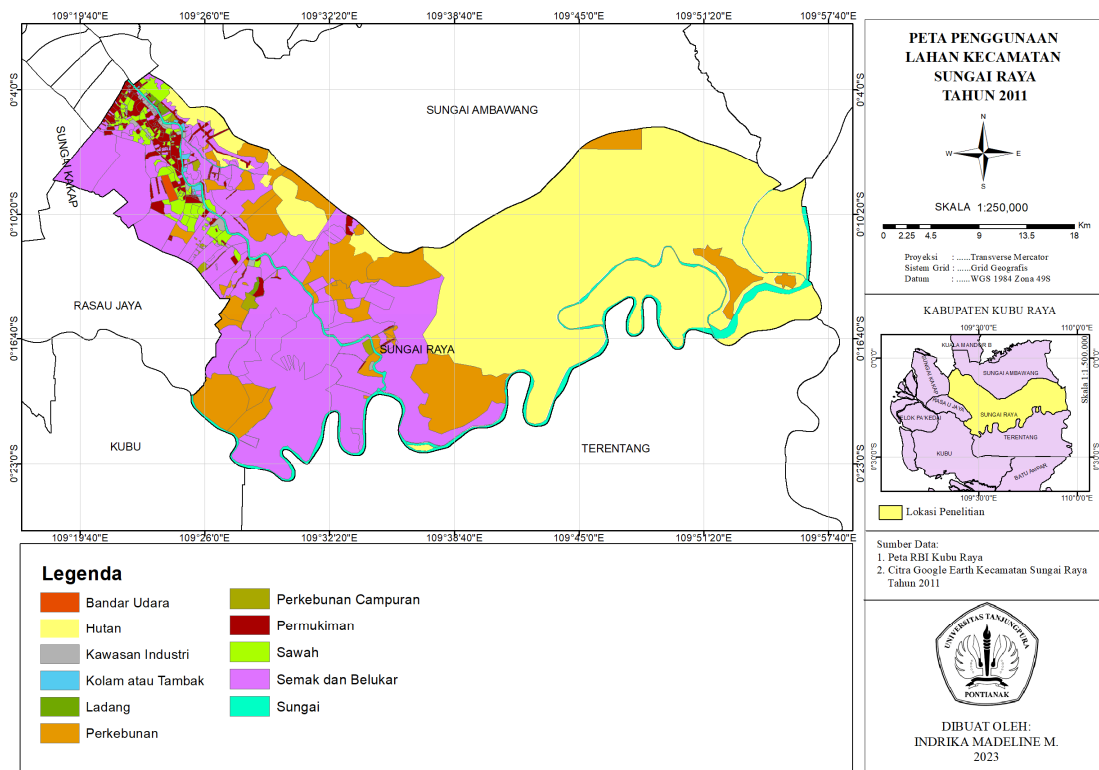 109°19'40"E 109°26'0"E 109°32'20"E 109°38'40"E 109°45'0"E 109°51'20"E 109°57'40"E
0°4'0"S
0°10'20"S
0°16'40"S
0°23'0"S
0°4'0"S
0°10'20"S
0°16'40"S
0°23'0"S
SUNGAI AMBAWANG
SUNGAI KAKAP
RASAU JAYA
SUNGAI RAYA
KUBU
TERENTANG
109°19'40"E 109°26'0"E 109°32'20"E 109°38'40"E 109°45'0"E 109°51'20"E 109°57'40"E
Legenda
Bandar Udara
Hutan
Kawasan Industri
Kolam atau Tambak
Ladang
Perkebunan
Perkebunan Campuran
Permukiman
Sawah
Semak dan Belukar
Sungai
PETA PENGGUNAAN
LAHAN KECAMATAN
SUNGAI RAYA
TAHUN 2011
N
W E
S
SKALA 1:250,000
Km
0 2.25 4.5 9 13.5 18
Proyeksi : ......Transverse Mercator
Sistem Grid : ......Grid Geografis
Datum : ......WGS 1984 Zona 49S
KABUPATEN KUBU RAYA
109°30'0"E 110°0'0"E
0°0'0"
0°30'0"S
0°0'0"
0°30'0"S
Skala 1:1,500,000
KUALA MANDOR B
SUNGAI AMBAWANG
SUNGAI KAKAP
RASAU JAYA
SUNGAI RAYA
TELOK PA'KEDAI
TERENTANG
KUBU
BATU AMPAR
109°30'0"E 110°0'0"E
Lokasi Penelitian
Sumber Data:
1. Peta RBI Kubu Raya
2. Citra Google Earth Kecamatan Sungai Raya
Tahun 2011
UNIVERSITAS TANJUNGPURA
PONTIANAK
DIBUAT OLEH:
INDRIKA MADELINE M.
2023